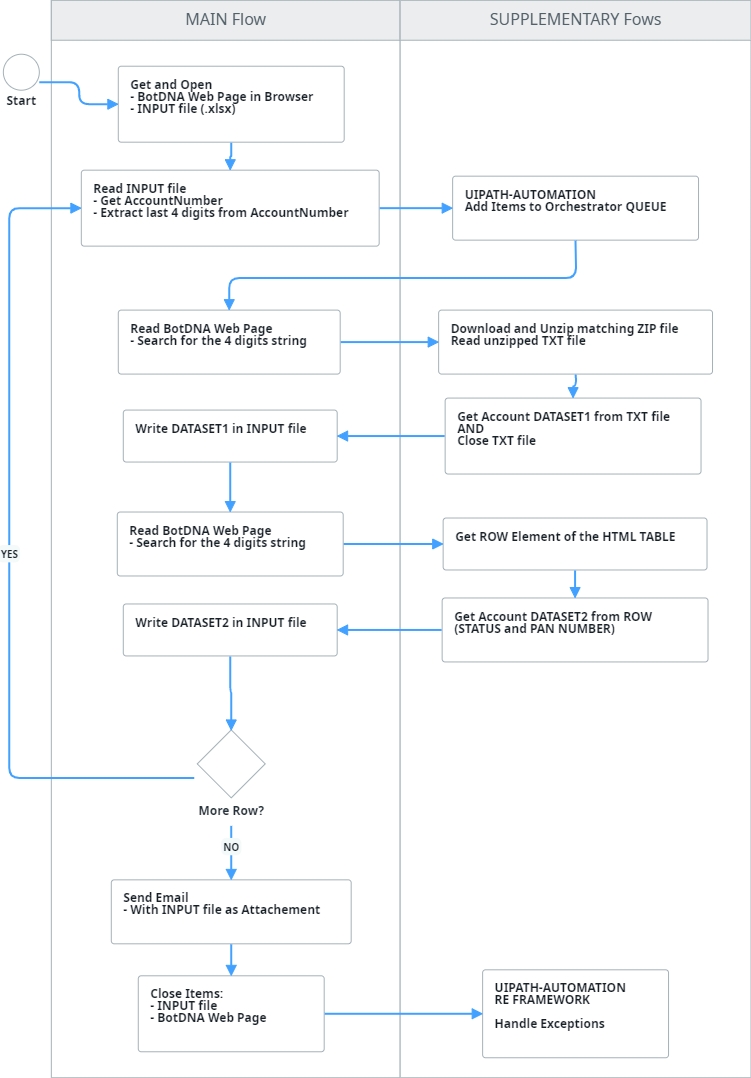 MAIN Flow
SUPPLEMENTARY Fows
Start
Get and Open
- BotDNA Web Page in Browser
- INPUT file (.xlsx)
Read INPUT file
- Get AccountNumber
- Extract last 4 digits from AccountNumber
UIPATH-AUTOMATION
Add Items to Orchestrator QUEUE
Read BotDNA Web Page
- Search for the 4 digits string
Download and Unzip matching ZIP file
Read unzipped TXT file
Get Account DATASET1 from TXT file
AND
Close TXT file
Write DATASET1 in INPUT file
Read BotDNA Web Page
- Search for the 4 digits string
Get ROW Element of the HTML TABLE
YES
Get Account DATASET2 from ROW
(STATUS and PAN NUMBER)
Write DATASET2 in INPUT file
More Row?
NO
Send Email
- With INPUT file as Attachement
Close Items:
- INPUT file
- BotDNA Web Page
UIPATH-AUTOMATION
RE FRAMEWORK
Handle Exceptions